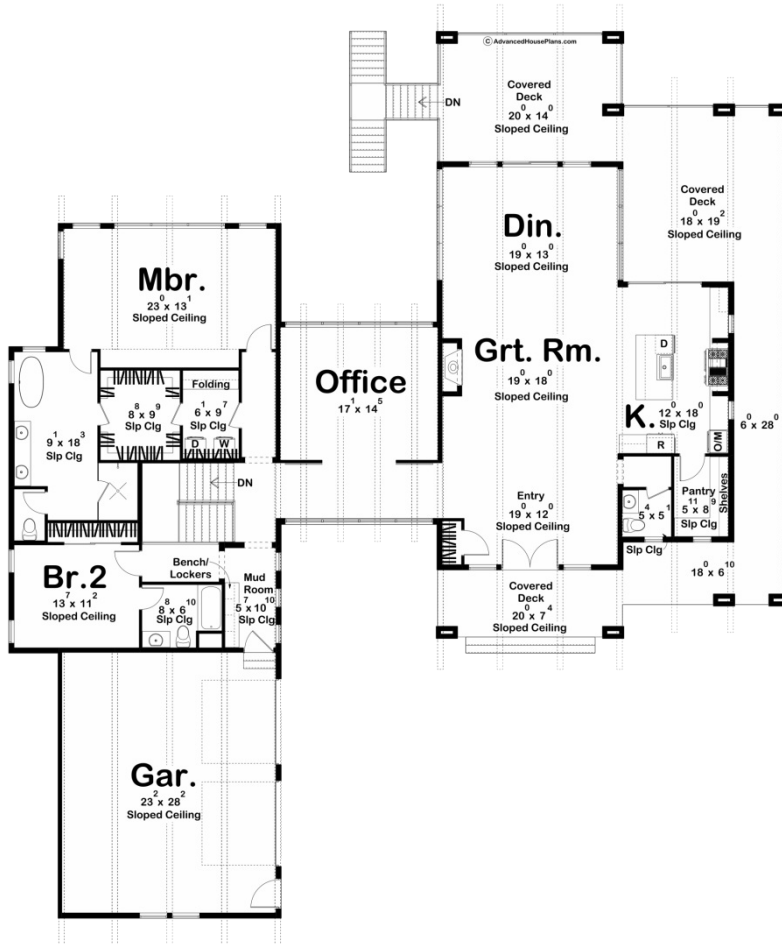 © AdvancedHousePlans.com
Covered
Deck
20⁰ x 14⁰
Sloped Ceiling
DN
Covered
Deck
18⁰ x 19²
Sloped Ceiling
Din.
19⁰ x 13⁰
Sloped Ceiling
Mbr.
23⁰ x 13¹
Sloped Ceiling
Office
17¹ x 14⁵
Grt. Rm.
19⁰ x 18⁰
Sloped Ceiling
D
K.
12⁰ x 18⁰
Slp Clg
R
O/M
6⁰ x 28⁰
Folding
6¹ x 9⁷
Slp Clg
D
W
8⁸ x 9⁹
Slp Clg
9¹ x 18³
Slp Clg
DN
Entry
19⁰ x 12⁰
Sloped Ceiling
Pantry
5¹¹ x 8⁹
Slp Clg
Shelves
5⁴ x 5¹
Slp Clg
18⁰ x 6¹⁰
Covered
Deck
20⁰ x 7⁴
Sloped Ceiling
Br.2
13⁷ x 11²
Sloped Ceiling
Bench/
Lockers
8⁸ x 6¹⁰
Slp Clg
Mud
Room
5⁷ x 10¹⁰
Slp Clg
Gar.
23² x 28²
Sloped Ceiling